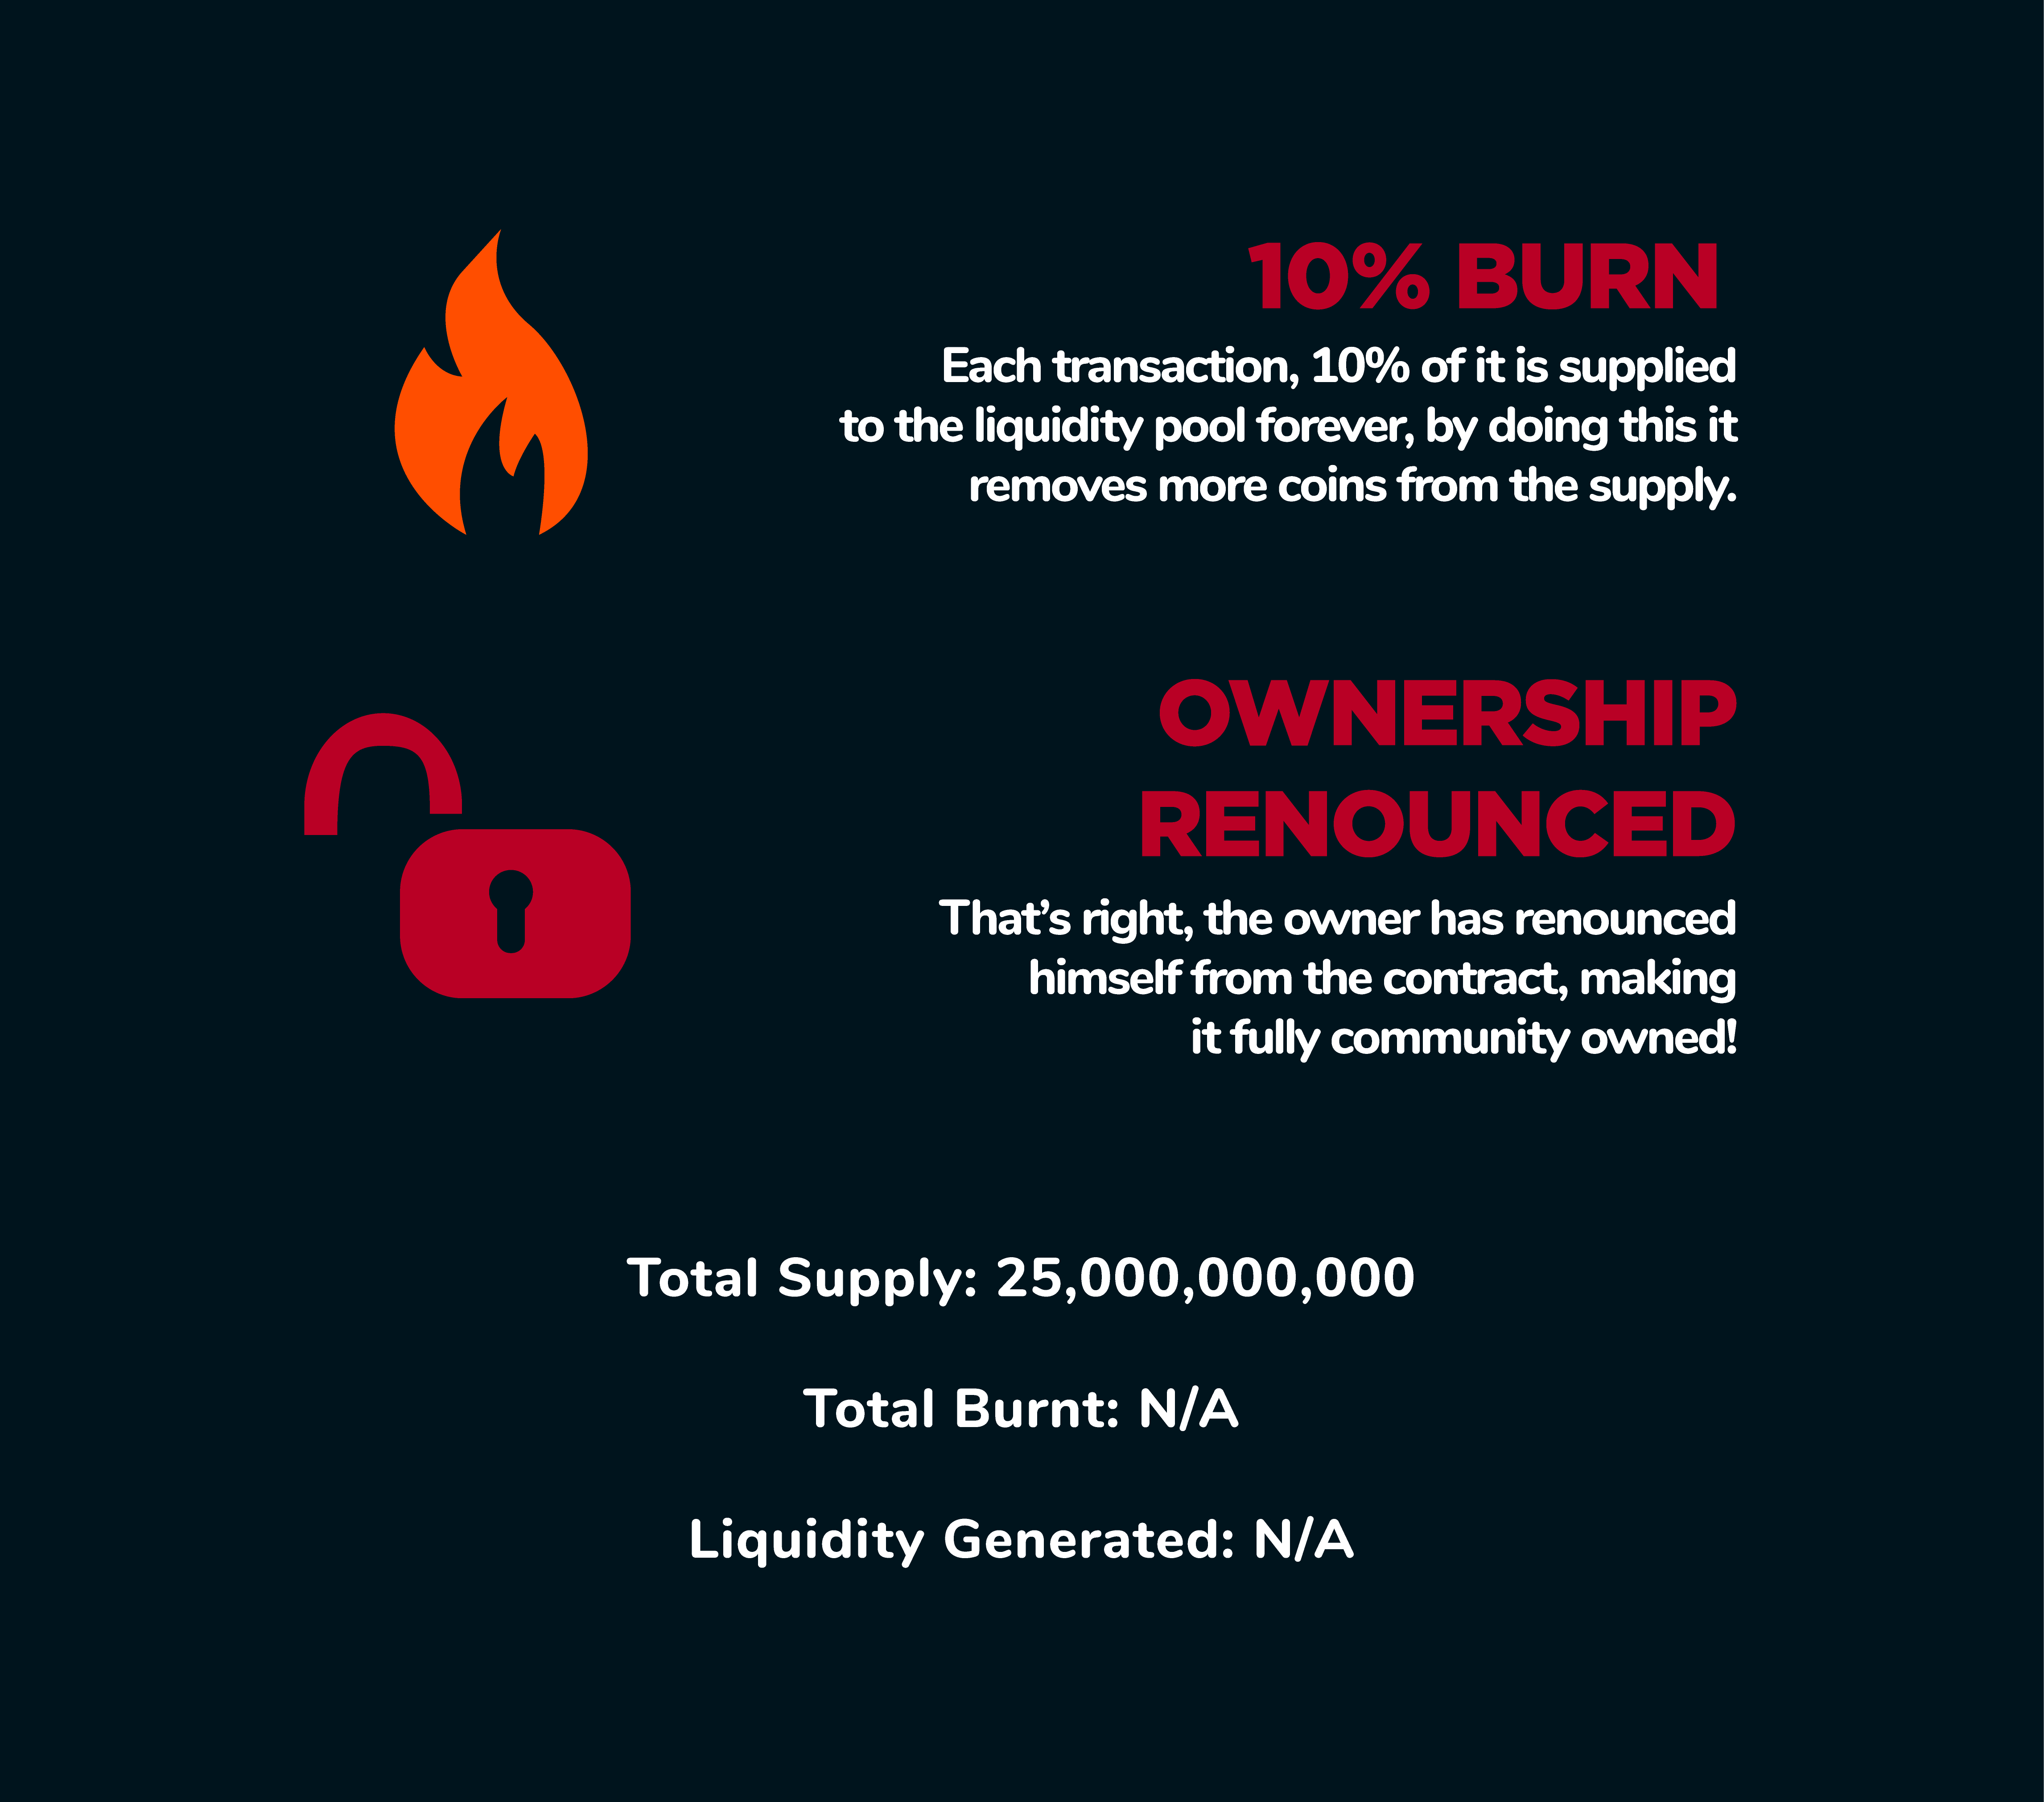 10% BURN
Each transaction, 10% of it is supplied
to the liquidity pool forever, by doing this it
removes more coins from the supply.
OWNERSHIP
RENOUNCED
That’s right, the owner has renounced
himself from the contract, making
it fully community owned!
Total Supply: 25,000,000,000
Total Burnt: N/A
Liquidity Generated: N/A